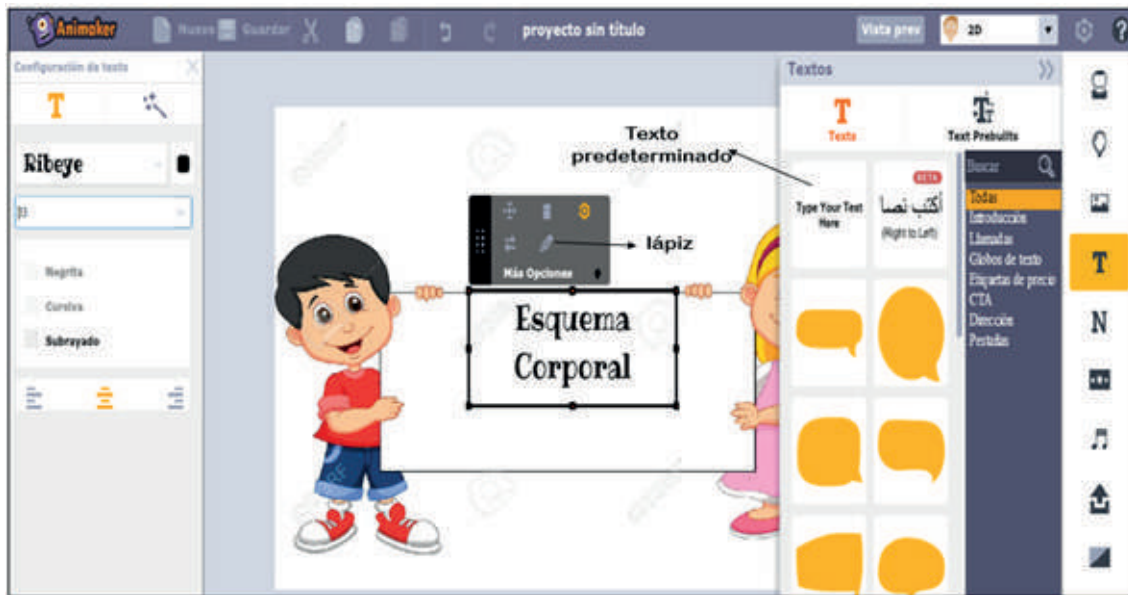 Animaker
Nuevo Guardar proyecto sin título Vista prev 2D
Configuración de texto
T
Ribeye
Negrita
Cursiva
Subrayado
Texto
predeterminado
lápiz
Más Opciones
Esquema
Corporal
Textos
T
Texto
Text Prebuilts
Type Your Text
Here
BETA
أكتب نصا
(Right to Left)
Buscar
Todas
Introducción
Llamadas
Globos de texto
Etiquetas de precio
CTA
Dirección
Pestañas
T
N